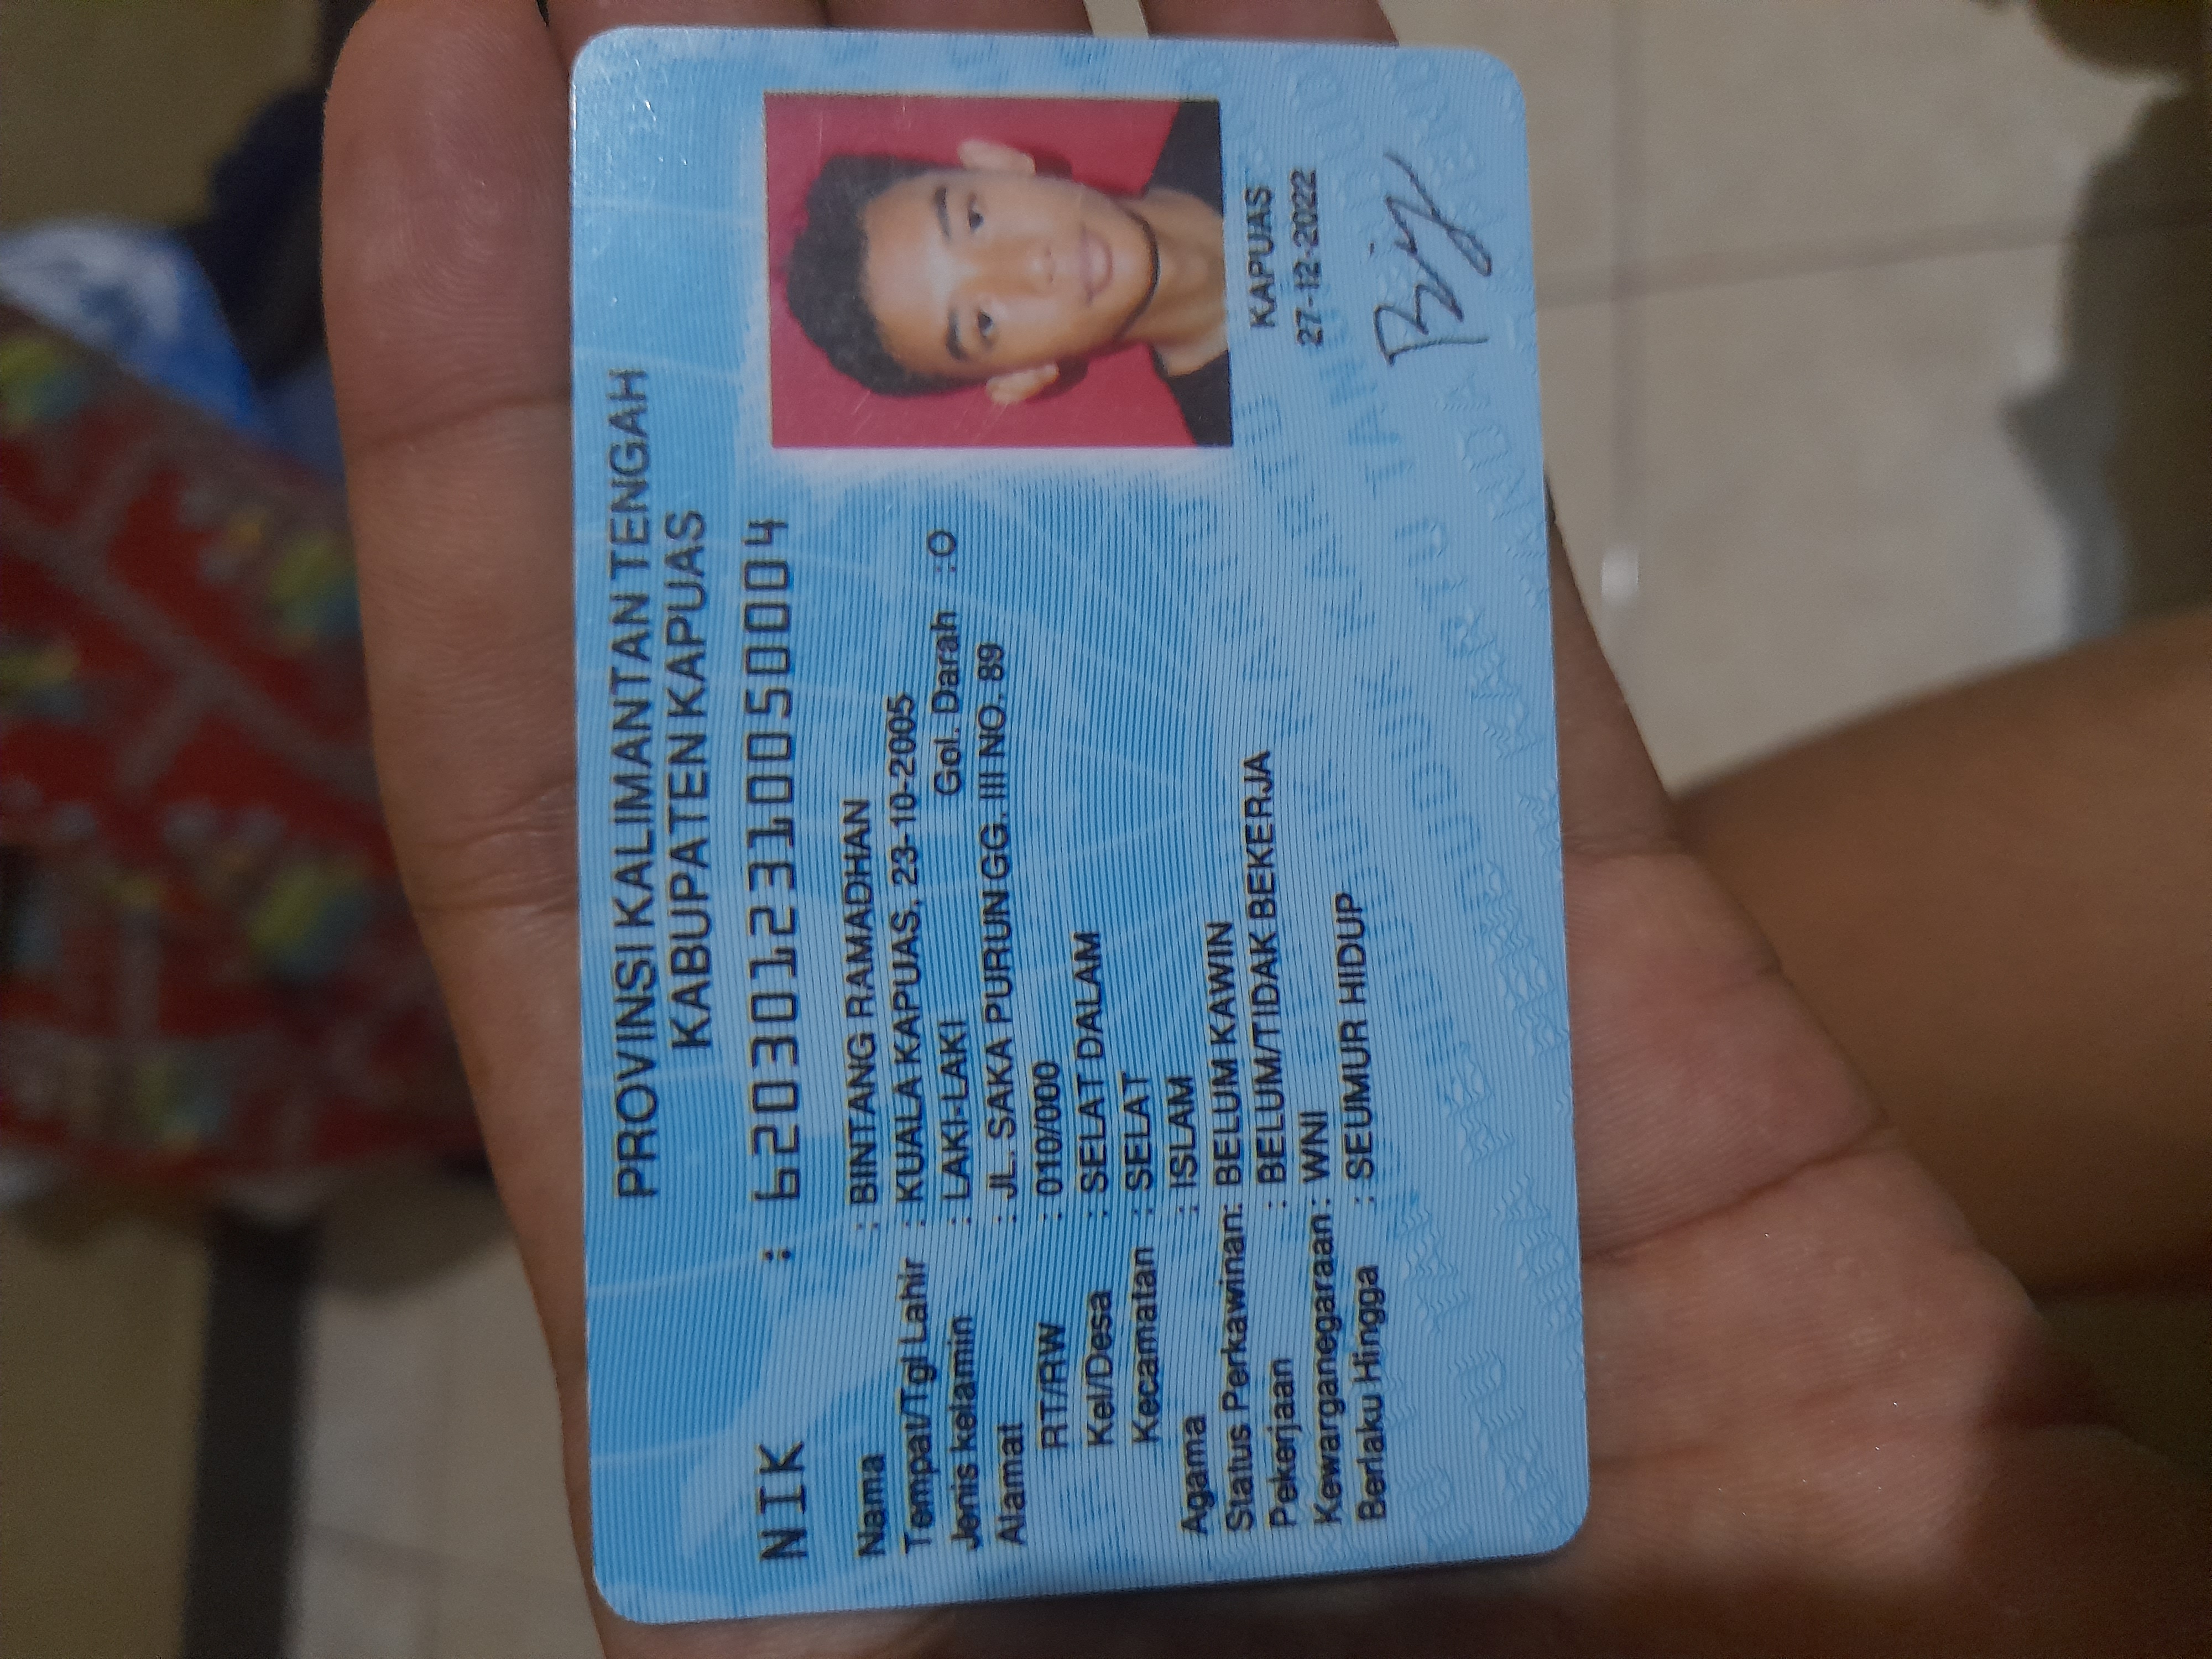 PROVINSI KALIMANTAN TENGAH
KABUPATEN KAPUAS
NIK : 6203012310050004
Nama : BINTANG RAMADHAN
Tempat/Tgl Lahir : KUALA KAPUAS, 23-10-2005
Jenis kelamin : LAKI-LAKI Gol. Darah : O
Alamat : JL. SAKA PURUN GG. III NO. 89
RT/RW : 010/000
Kel/Desa : SELAT DALAM
Kecamatan : SELAT
Agama : ISLAM
Status Perkawinan: BELUM KAWIN
Pekerjaan : BELUM/TIDAK BEKERJA
Kewarganegaraan : WNI
Berlaku Hingga : SEUMUR HIDUP
KAPUAS
27-12-2022